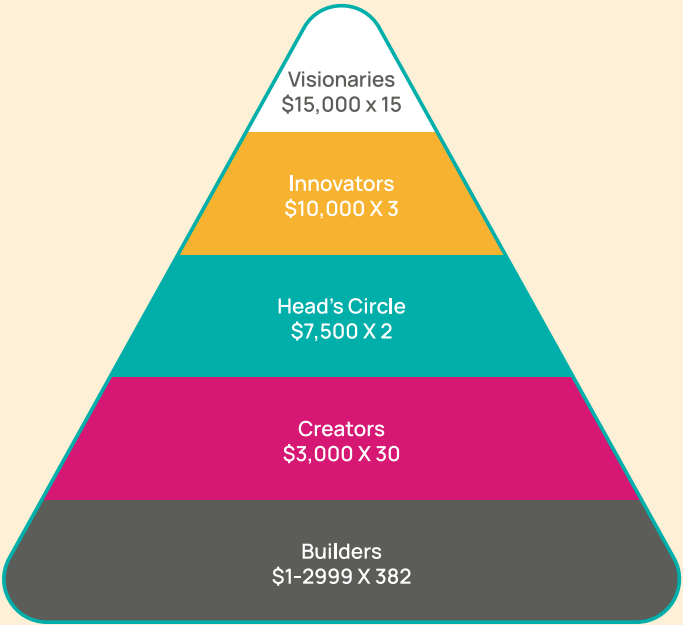 Visionaries
$15,000 x 15
Innovators
$10,000 X 3
Head's Circle
$7,500 X 2
Creators
$3,000 X 30
Builders
$1-2999 X 382